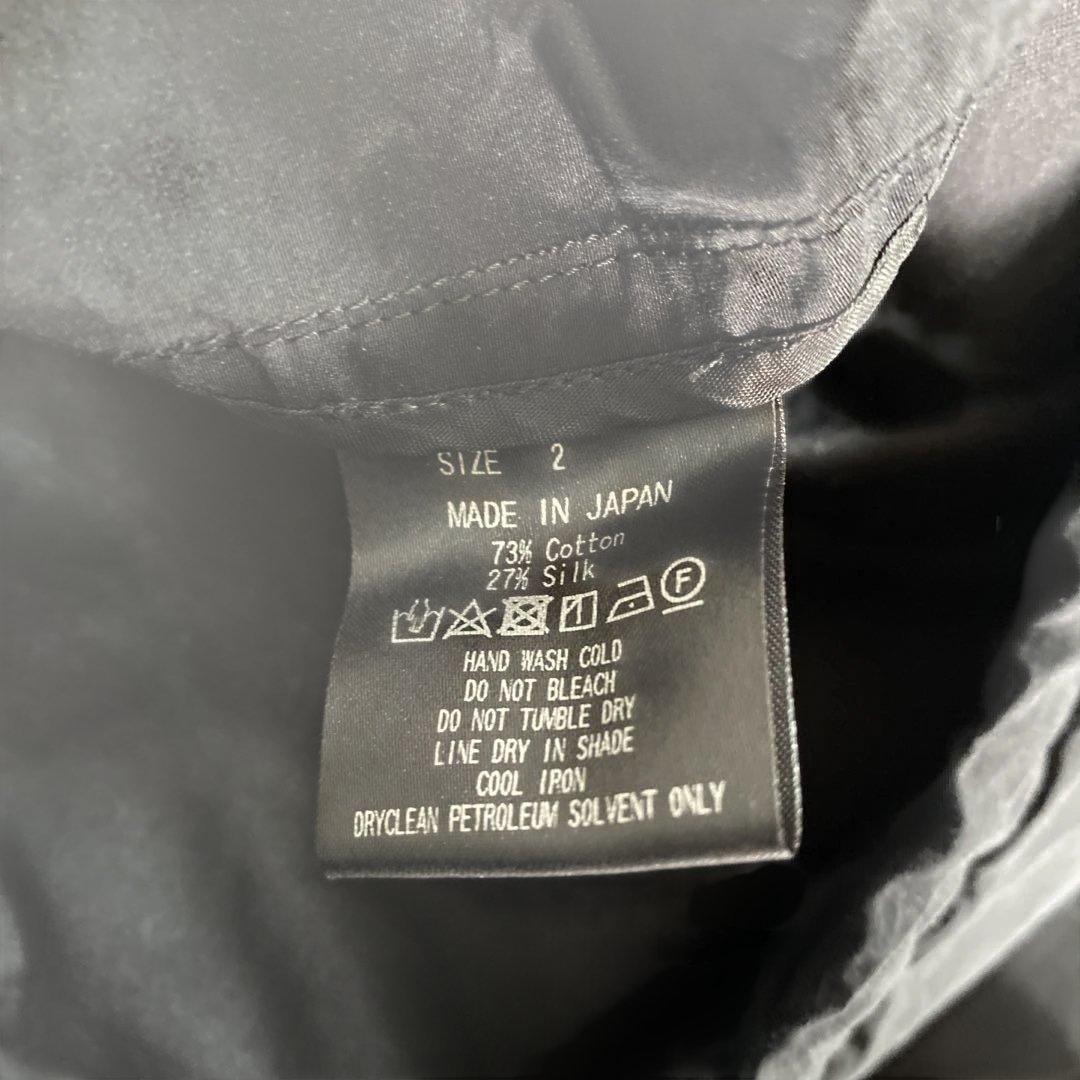 SIZE 2
MADE IN JAPAN
73% Cotton
27% Silk
F
HAND WASH COLD
DO NOT BLEACH
DO NOT TUMBLE DRY
LINE DRY IN SHADE
COOL IRON
DRYCLEAN PETROLEUM SOLVENT ONLY